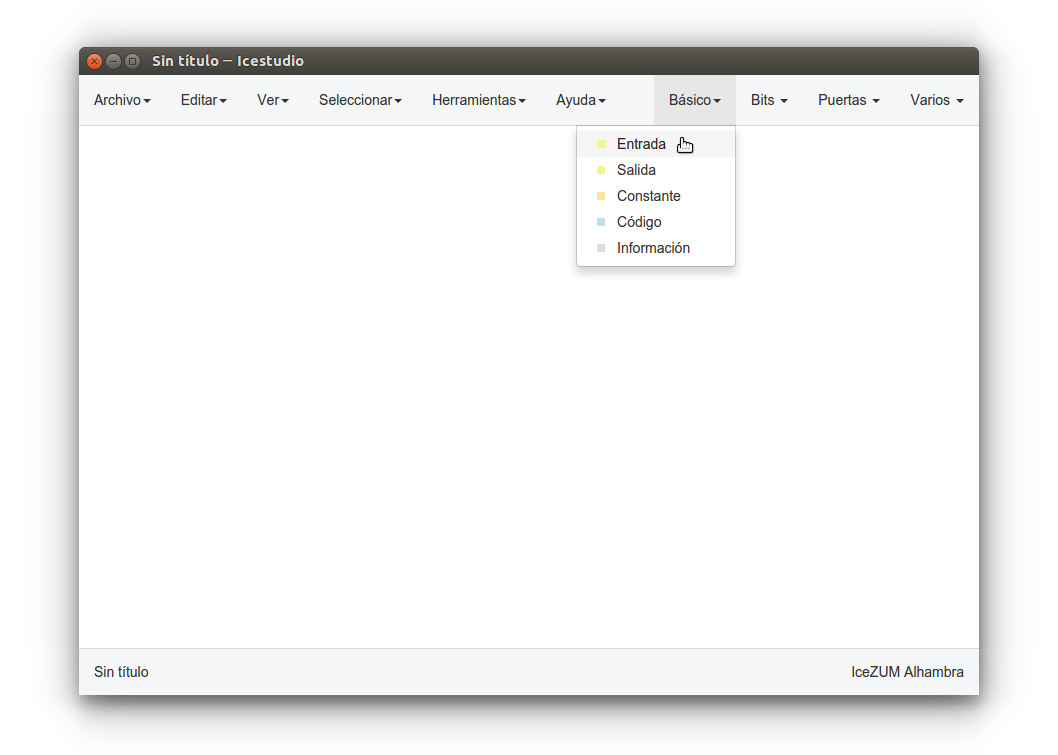 Sin título – Icestudio
Archivo Editar Ver Seleccionar Herramientas Ayuda Básico Bits Puertas Varios
Entrada
Salida
Constante
Código
Información
Sin título IceZUM Alhambra